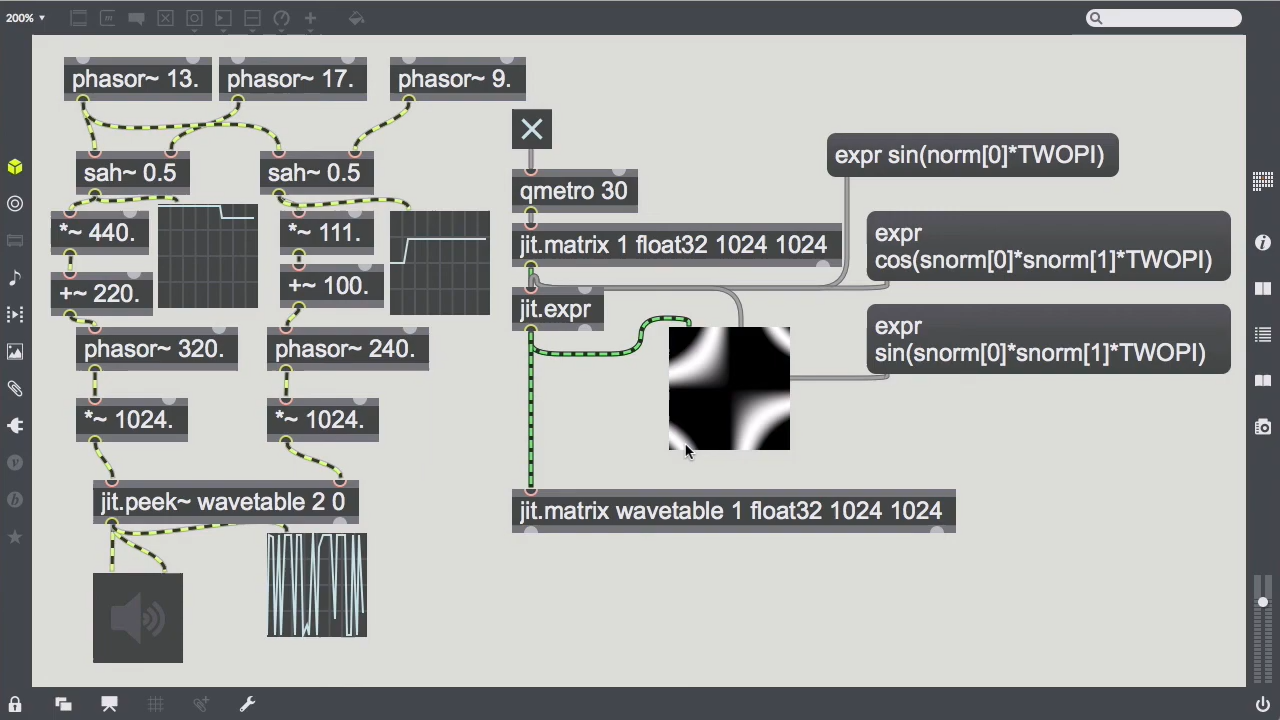 200%
phasor~ 13.
phasor~ 17.
phasor~ 9.
expr sin(norm[0]*TWOPI)
sah~ 0.5
sah~ 0.5
qmetro 30
*~ 440.
*~ 111.
expr
cos(snorm[0]*snorm[1]*TWOPI)
jit.matrix 1 float32 1024 1024
+~ 220.
+~ 100.
jit.expr
phasor~ 320.
phasor~ 240.
expr
sin(snorm[0]*snorm[1]*TWOPI)
*~ 1024.
*~ 1024.
jit.peek~ wavetable 2 0
jit.matrix wavetable 1 float32 1024 1024